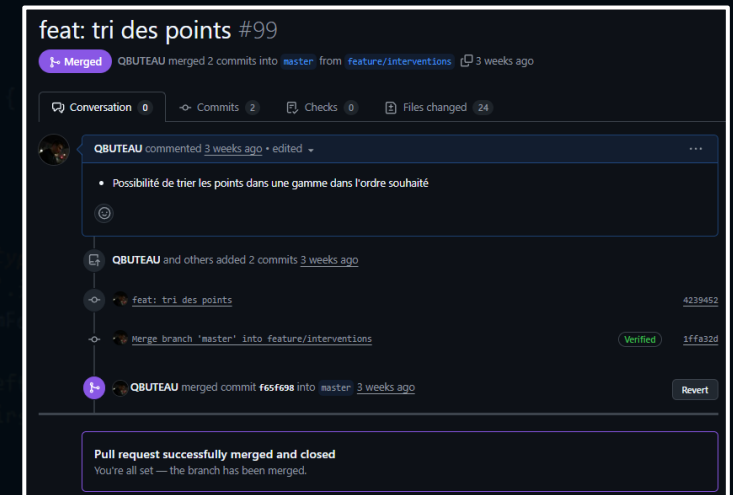 feat: tri des points #99
Merged QBUTEAU merged 2 commits into master from feature/interventions 3 weeks ago
Conversation 0 Commits 2 Checks 0 Files changed 24
QBUTEAU commented 3 weeks ago • edited
• Possibilité de trier les points dans une gamme dans l'ordre souhaité
QBUTEAU and others added 2 commits 3 weeks ago
feat: tri des points 4239452
Merge branch 'master' into feature/interventions Verified 1ffa32d
QBUTEAU merged commit f65f698 into master 3 weeks ago Revert
Pull request successfully merged and closed
You're all set — the branch has been merged.